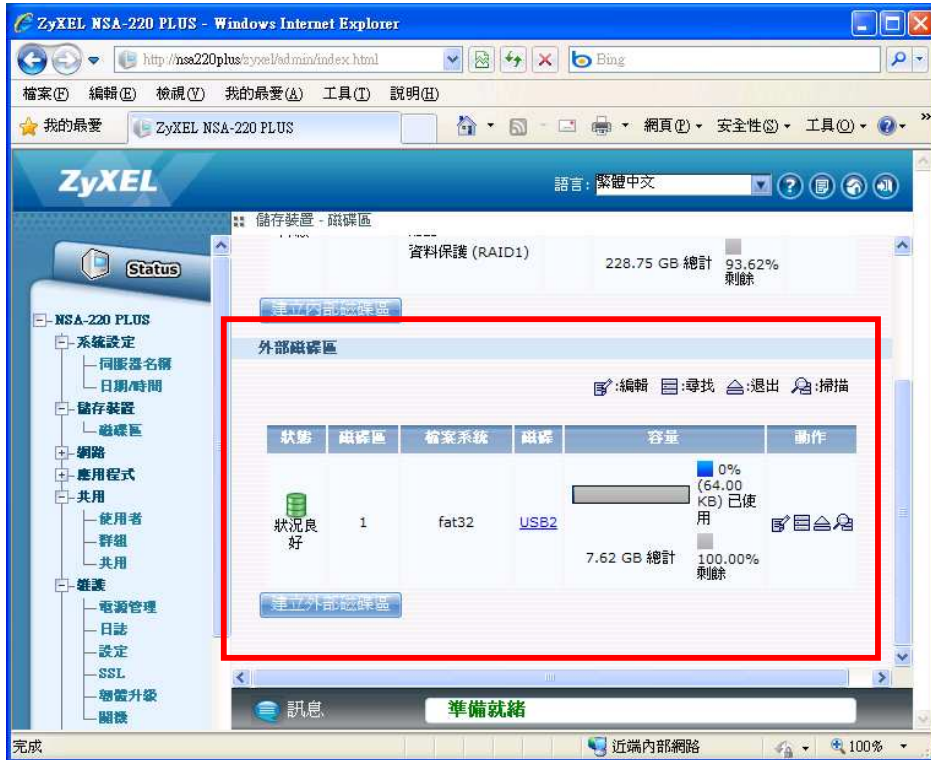 ZyXEL NSA-220 PLUS - Windows Internet Explorer
http://nsa220plus/zyxel/admin/index.html
Bing
檔案(F) 編輯(E) 檢視(V) 我的最愛(A) 工具(T) 說明(H)
我的最愛
ZyXEL NSA-220 PLUS
網頁(P) 安全性(S) 工具(O) »
ZyXEL
語言: 繁體中文
儲存裝置 - 磁碟區
Status
資料保護 (RAID1)
228.75 GB 總計
93.62%
剩餘
建立內部磁碟區
NSA-220 PLUS
系統設定
伺服器名稱
日期/時間
儲存裝置
磁碟區
網路
應用程式
共用
使用者
群組
共用
維護
電源管理
日誌
設定
SSL
韌體升級
關機
外部磁碟區
:編輯 :尋找 :退出 :掃描
狀態 磁碟區 檔案系統 磁碟 容量 動作
狀況良
好
1
fat32
USB2
0%
(64.00
KB) 已使
用
7.62 GB 總計
100.00%
剩餘
建立外部磁碟區
訊息
準備就緒
完成
近端內部網路
100%